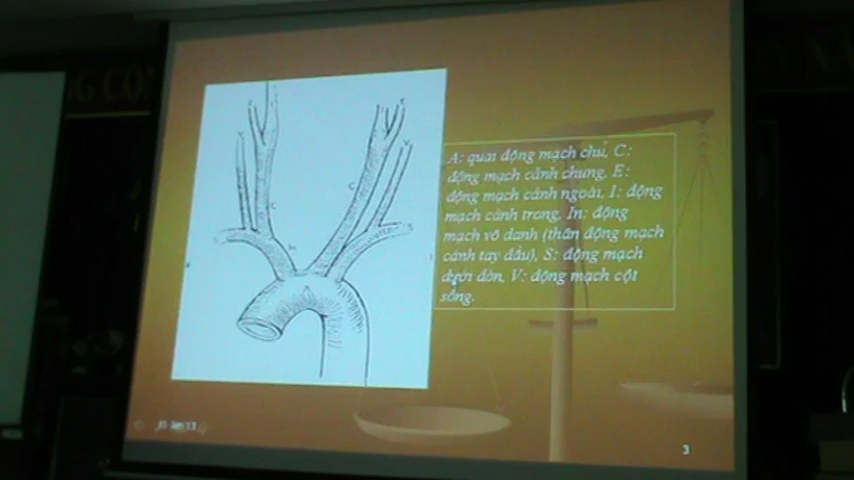 A: quai động mạch chủ, C:
động mạch cảnh chung, E:
động mạch cảnh ngoài, I: động
mạch cảnh trong, In: động
mạch vô danh (thân động mạch
cánh tay đầu), S: động mạch
dưới đòn, V: động mạch cột
sống.
C
C
In
A
3